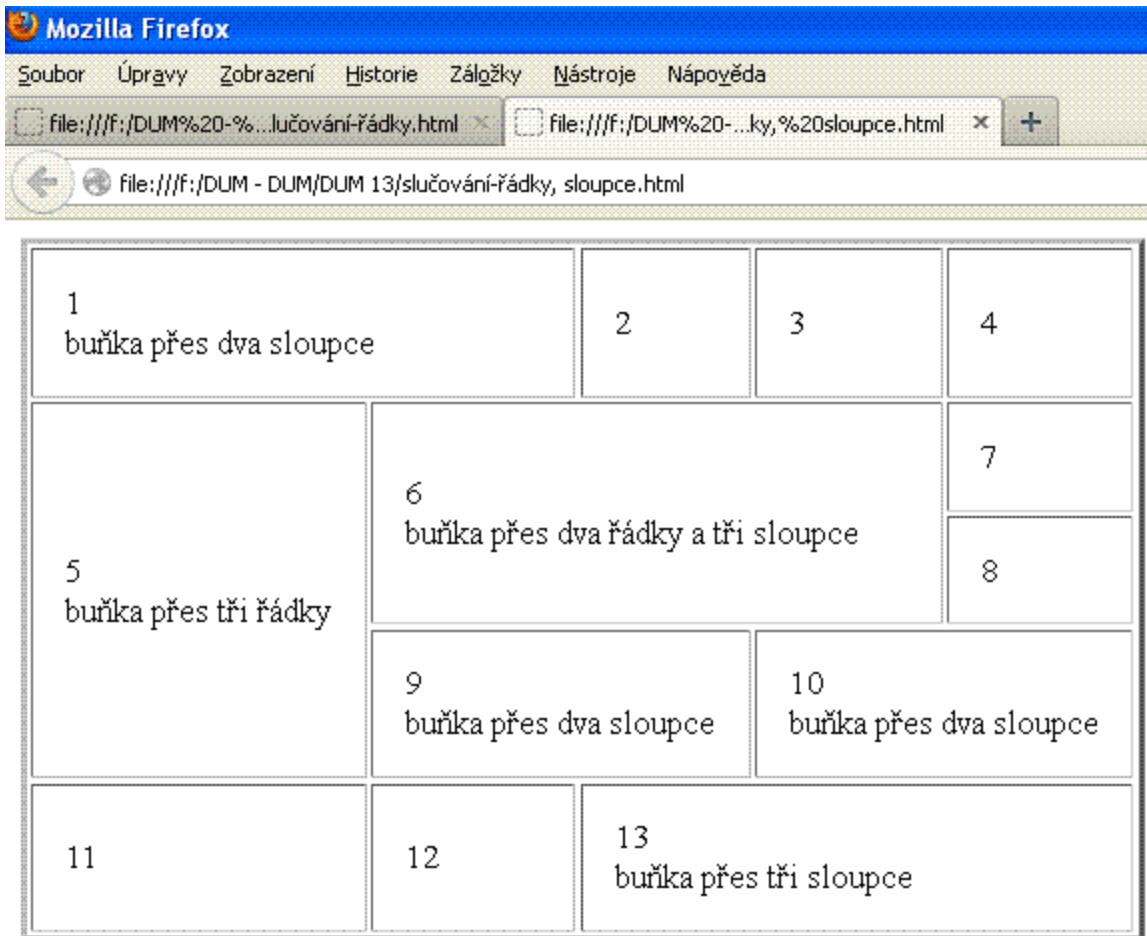 Mozilla Firefox
Soubor Úpravy Zobrazení Historie Záložky Nástroje Nápověda
file:///f:/DUM%20-%...lučování-řádky.html file:///f:/DUM%20-...ky,%20sloupce.html
file:///f:/DUM - DUM/DUM 13/slučování-řádky, sloupce.html
1
buňka přes dva sloupce
2
3
4
5
buňka přes tři řádky
6
buňka přes dva řádky a tři sloupce
7
8
9
buňka přes dva sloupce
10
buňka přes dva sloupce
11
12
13
buňka přes tři sloupce